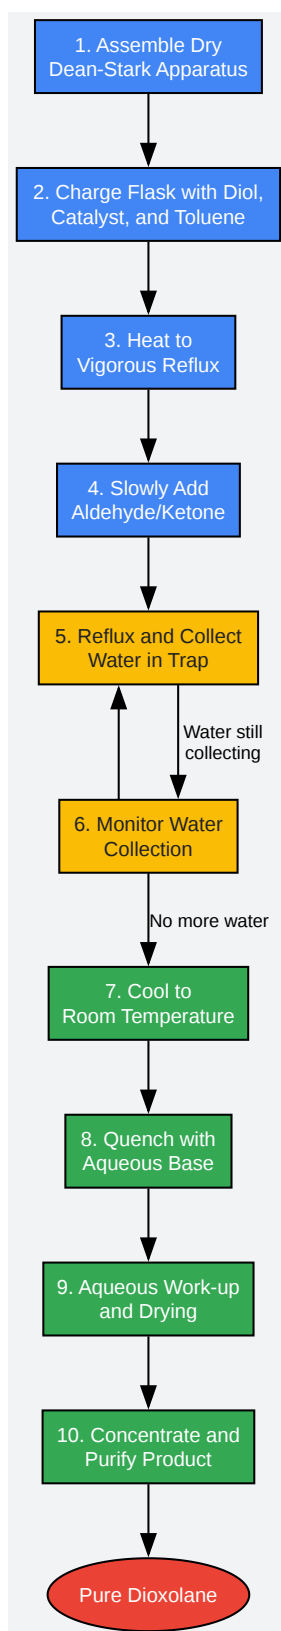 1. Assemble Dry
Dean-Stark Apparatus
2. Charge Flask with Diol,
Catalyst, and Toluene
3. Heat to
Vigorous Reflux
4. Slowly Add
Aldehyde/Ketone
5. Reflux and Collect
Water in Trap
Water still
collecting
6. Monitor Water
Collection
No more water
7. Cool to
Room Temperature
8. Quench with
Aqueous Base
9. Aqueous Work-up
and Drying
10. Concentrate and
Purify Product
Pure Dioxolane